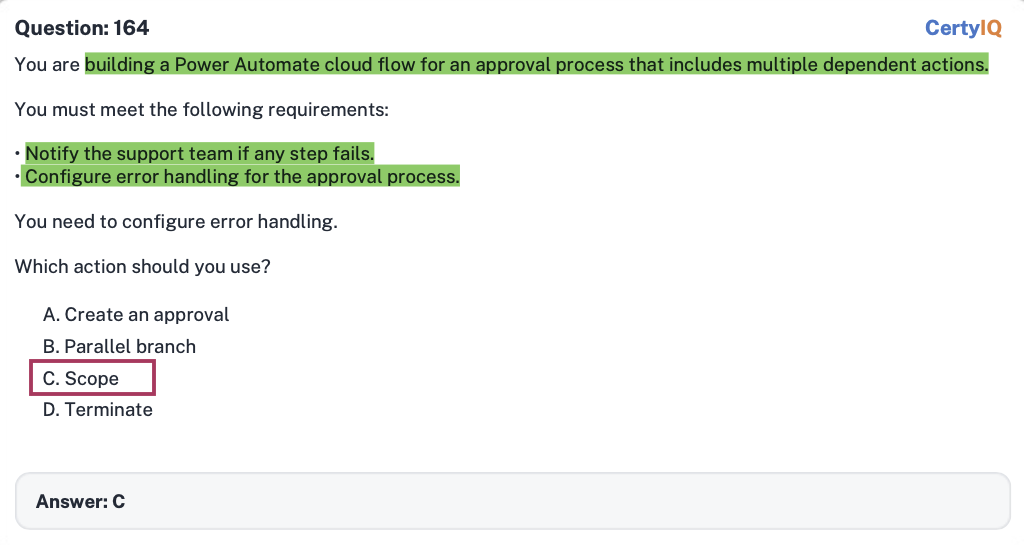 Question: 164
CertyIQ
You are building a Power Automate cloud flow for an approval process that includes multiple dependent actions.
You must meet the following requirements:
• Notify the support team if any step fails.
• Configure error handling for the approval process.
You need to configure error handling.
Which action should you use?
A. Create an approval
B. Parallel branch
C. Scope
D. Terminate
Answer: C